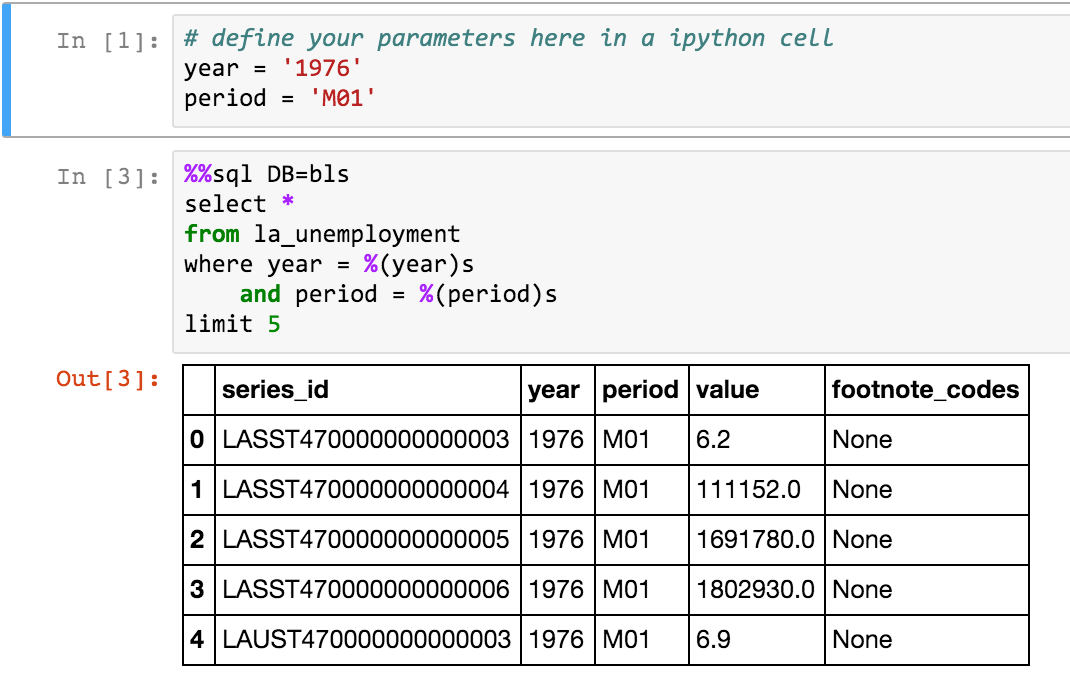 In [1]: # define your parameters here in a ipython cell
year = '1976'
period = 'M01'
In [3]: %%sql DB=bls
select *
from la_unemployment
where year = %(year)s
    and period = %(period)s
limit 5
Out[3]:
series_id year period value footnote_codes
0 LASST470000000000003 1976 M01 6.2 None
1 LASST470000000000004 1976 M01 111152.0 None
2 LASST470000000000005 1976 M01 1691780.0 None
3 LASST470000000000006 1976 M01 1802930.0 None
4 LAUST470000000000003 1976 M01 6.9 None